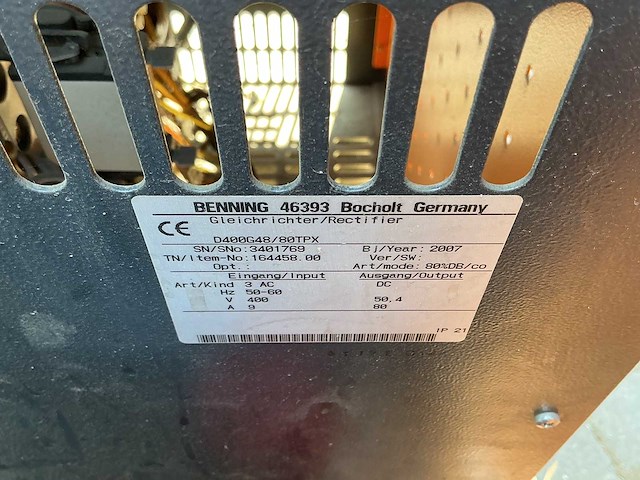 BENNING 46393 Bocholt Germany
CE Gleichrichter/Rectifier
D400G48/80TPX
SN/SNo:3401769 Bj/Year: 2007
TN/Item-No:164458.00 Ver/SW:
Opt.: Art/mode: 80%DB/co
Eingang/Input Ausgang/Output
Art/Kind 3 AC DC
Hz 50-60
V 400 50,4
A 9 80
IP 21